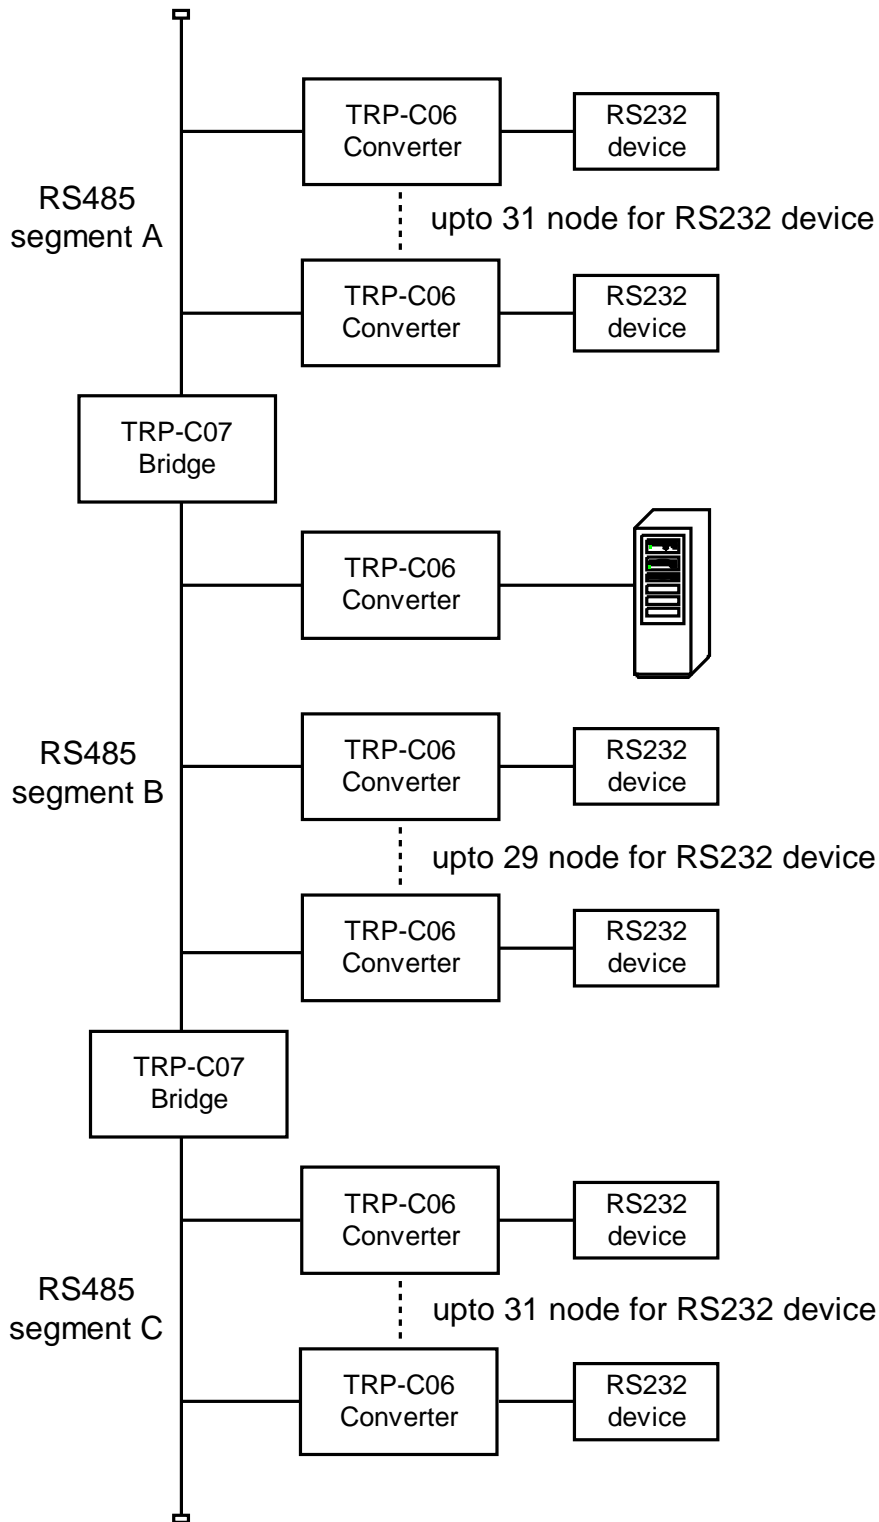 TRP-C06
Converter
RS232
device
RS485
segment A
upto 31 node for RS232 device
TRP-C06
Converter
RS232
device
TRP-C07
Bridge
TRP-C06
Converter
TRP-C06
Converter
RS232
device
RS485
segment B
upto 29 node for RS232 device
TRP-C06
Converter
RS232
device
TRP-C07
Bridge
TRP-C06
Converter
RS232
device
RS485
segment C
upto 31 node for RS232 device
TRP-C06
Converter
RS232
device